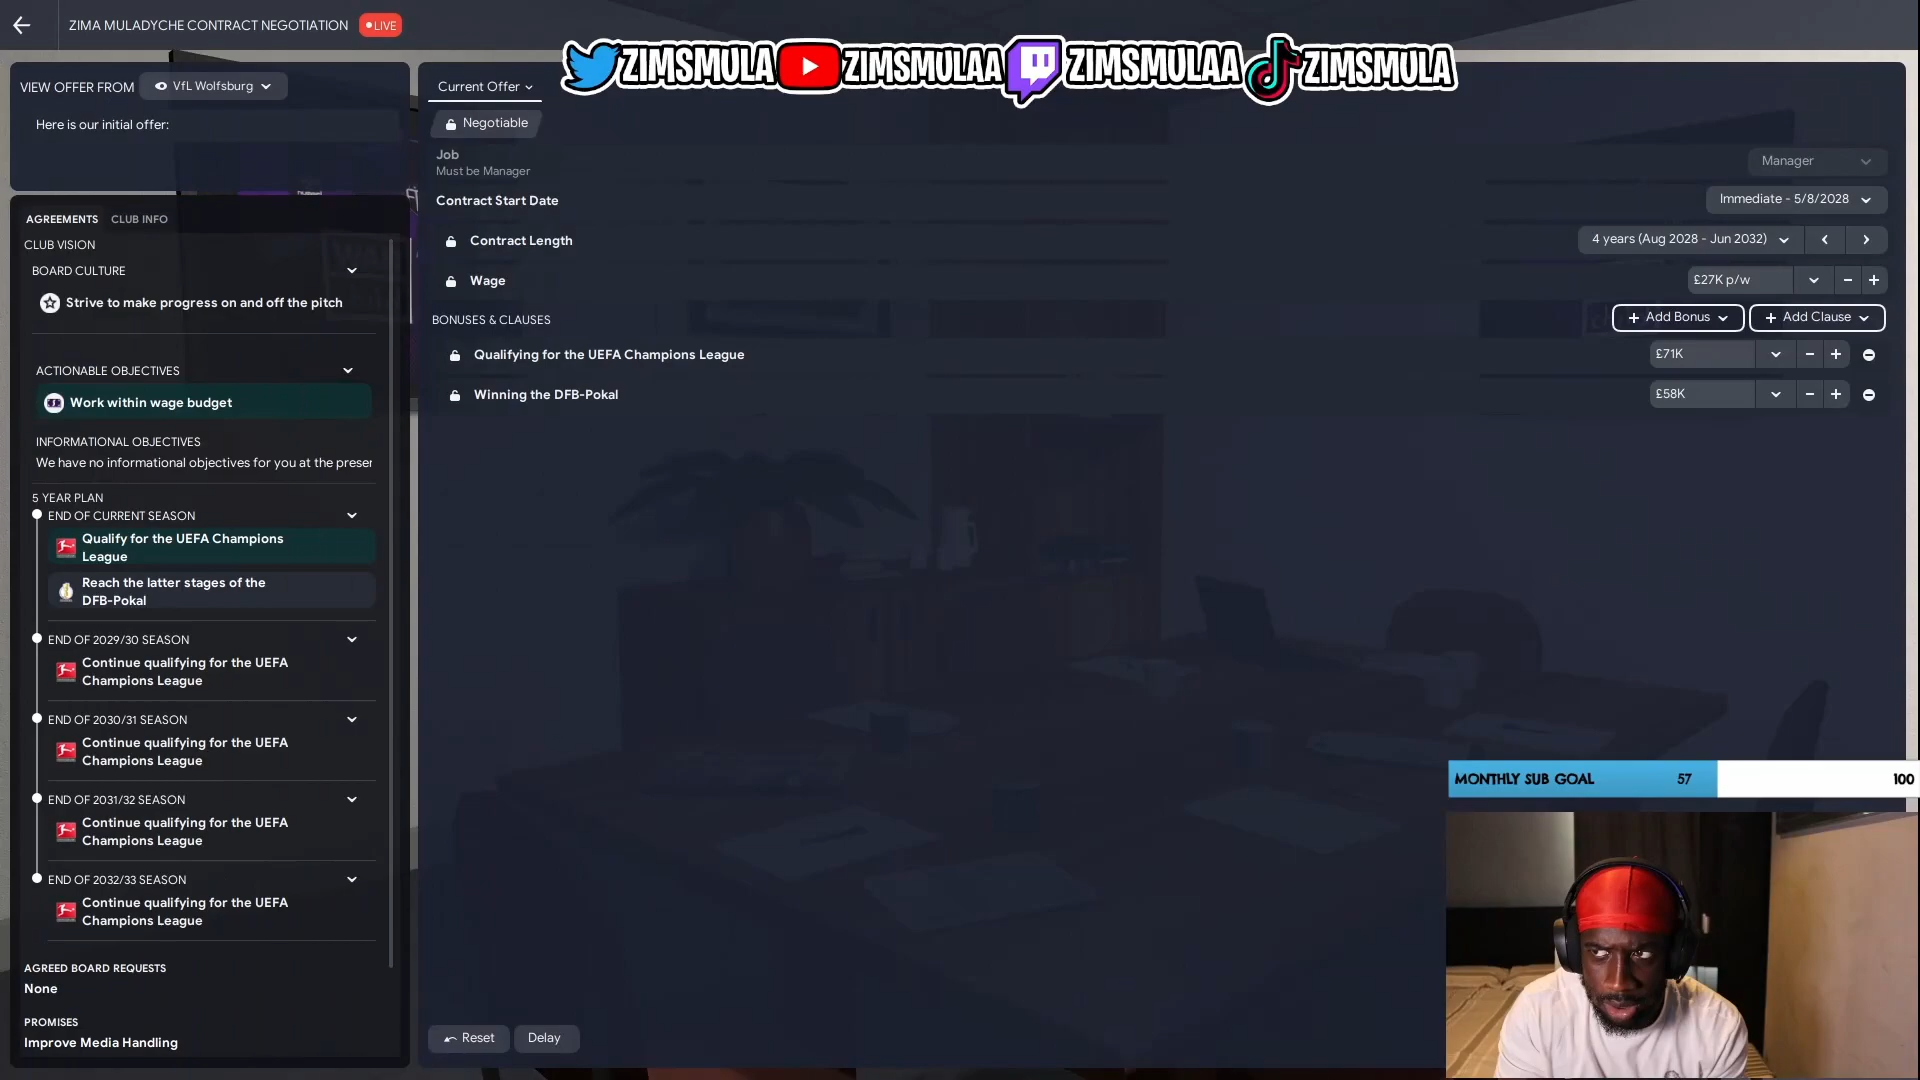 ZIMA MULADYCHE CONTRACT NEGOTIATION
LIVE
ZIMSMULA
ZIMSMULAA
ZIMSMULAA
ZIMSMULA
VIEW OFFER FROM
VfL Wolfsburg
Here is our initial offer:
AGREEMENTS
CLUB INFO
CLUB VISION
BOARD CULTURE
Strive to make progress on and off the pitch
ACTIONABLE OBJECTIVES
Work within wage budget
INFORMATIONAL OBJECTIVES
We have no informational objectives for you at the preser
5 YEAR PLAN
END OF CURRENT SEASON
Qualify for the UEFA Champions
League
Reach the latter stages of the
DFB-Pokal
END OF 2029/30 SEASON
Continue qualifying for the UEFA
Champions League
END OF 2030/31 SEASON
Continue qualifying for the UEFA
Champions League
END OF 2031/32 SEASON
Continue qualifying for the UEFA
Champions League
END OF 2032/33 SEASON
Continue qualifying for the UEFA
Champions League
AGREED BOARD REQUESTS
None
PROMISES
Improve Media Handling
Current Offer
Negotiable
Job
Must be Manager
Manager
Contract Start Date
Immediate - 5/8/2028
Contract Length
4 years (Aug 2028 - Jun 2032)
Wage
£27K p/w
BONUSES & CLAUSES
Add Bonus
Add Clause
Qualifying for the UEFA Champions League
£71K
Winning the DFB-Pokal
£58K
Reset
Delay
MONTHLY SUB GOAL
57
100